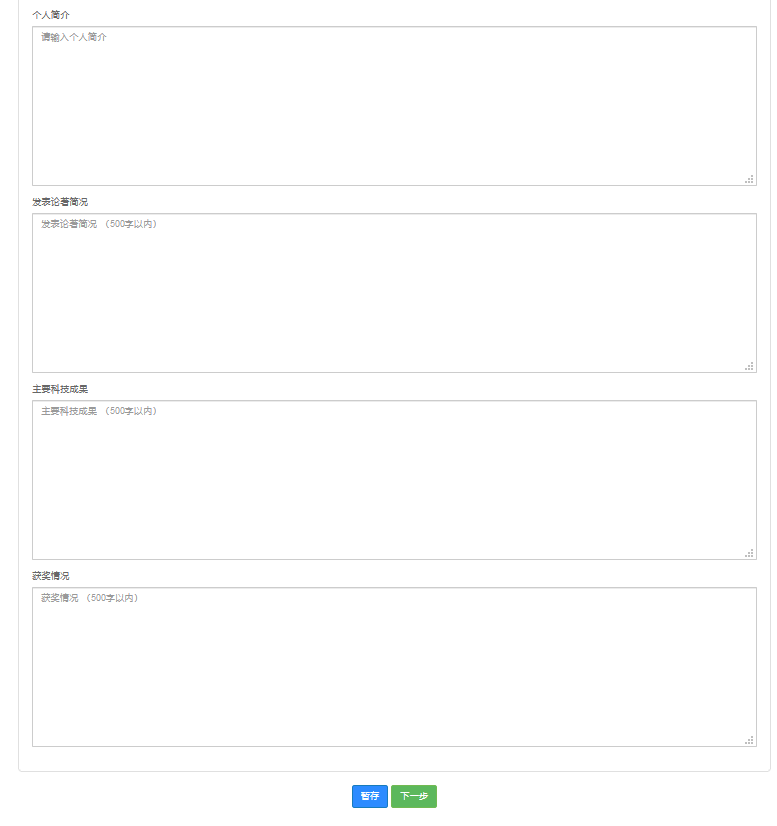 个人简介
请输入个人简介
发表论著简况
发表论著简况 （500字以内）
主要科技成果
主要科技成果 （500字以内）
获奖情况
获奖情况 （500字以内）
暂存 下一步